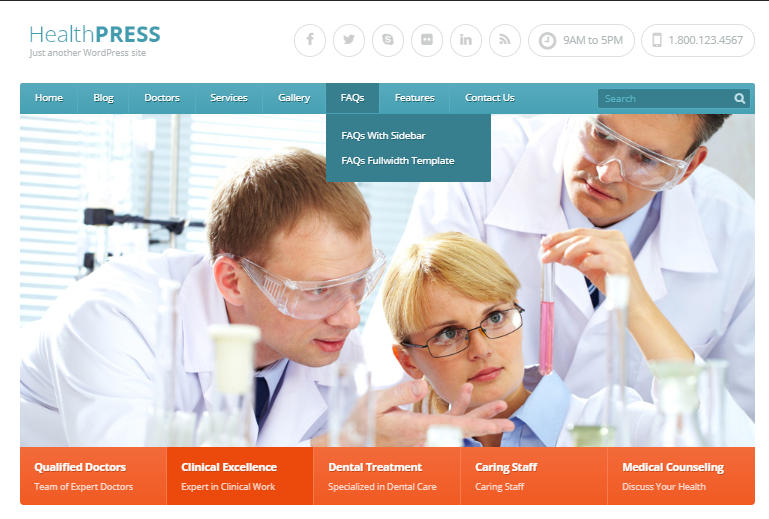 HealthPRESS
Just another WordPress site
9AM to 5PM
1.800.123.4567
Home Blog Doctors Services Gallery FAQs Features Contact Us Search
FAQs With Sidebar
FAQs Fullwidth Template
Qualified Doctors
Team of Expert Doctors
Clinical Excellence
Expert in Clinical Work
Dental Treatment
Specialized in Dental Care
Caring Staff
Caring Staff
Medical Counseling
Discuss Your Health